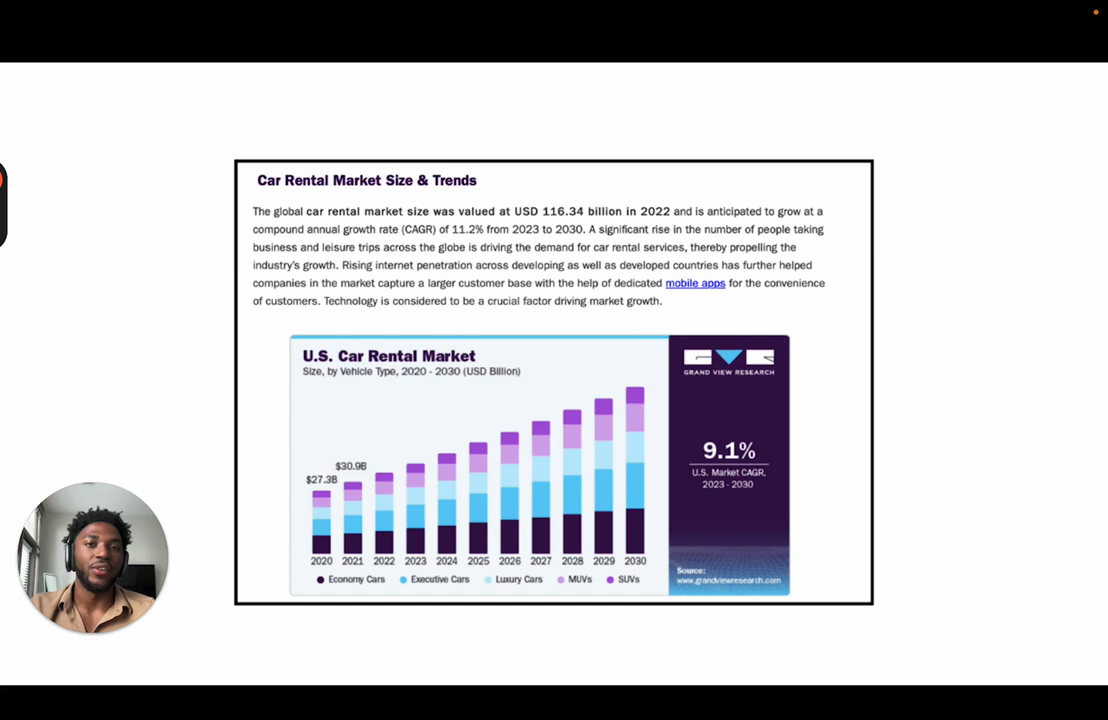 Car Rental Market Size & Trends
The global car rental market size was valued at USD 116.34 billion in 2022 and is anticipated to grow at a
compound annual growth rate (CAGR) of 11.2% from 2023 to 2030. A significant rise in the number of people taking
business and leisure trips across the globe is driving the demand for car rental services, thereby propelling the
industry's growth. Rising internet penetration across developing as well as developed countries has further helped
companies in the market capture a larger customer base with the help of dedicated mobile apps for the convenience
of customers. Technology is considered to be a crucial factor driving market growth.
U.S. Car Rental Market
Size, by Vehicle Type, 2020 - 2030 (USD Billion)
$27.3B
$30.9B
2020 2021 2022 2023 2024 2025 2026 2027 2028 2029 2030
Economy Cars Executive Cars Luxury Cars MUVs SUVs
GRAND VIEW RESEARCH
9.1%
U.S. Market CAGR,
2023 - 2030
Source:
www.grandviewresearch.com